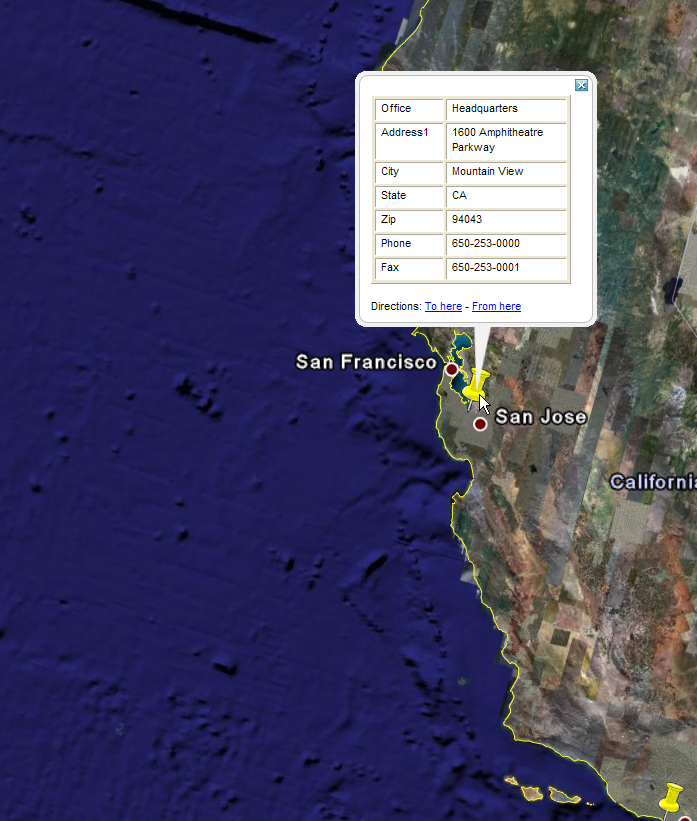 Office Headquarters
Address1 1600 Amphitheatre
Parkway
City Mountain View
State CA
Zip 94043
Phone 650-253-0000
Fax 650-253-0001
Directions: To here - From here
San Francisco
San Jose
California